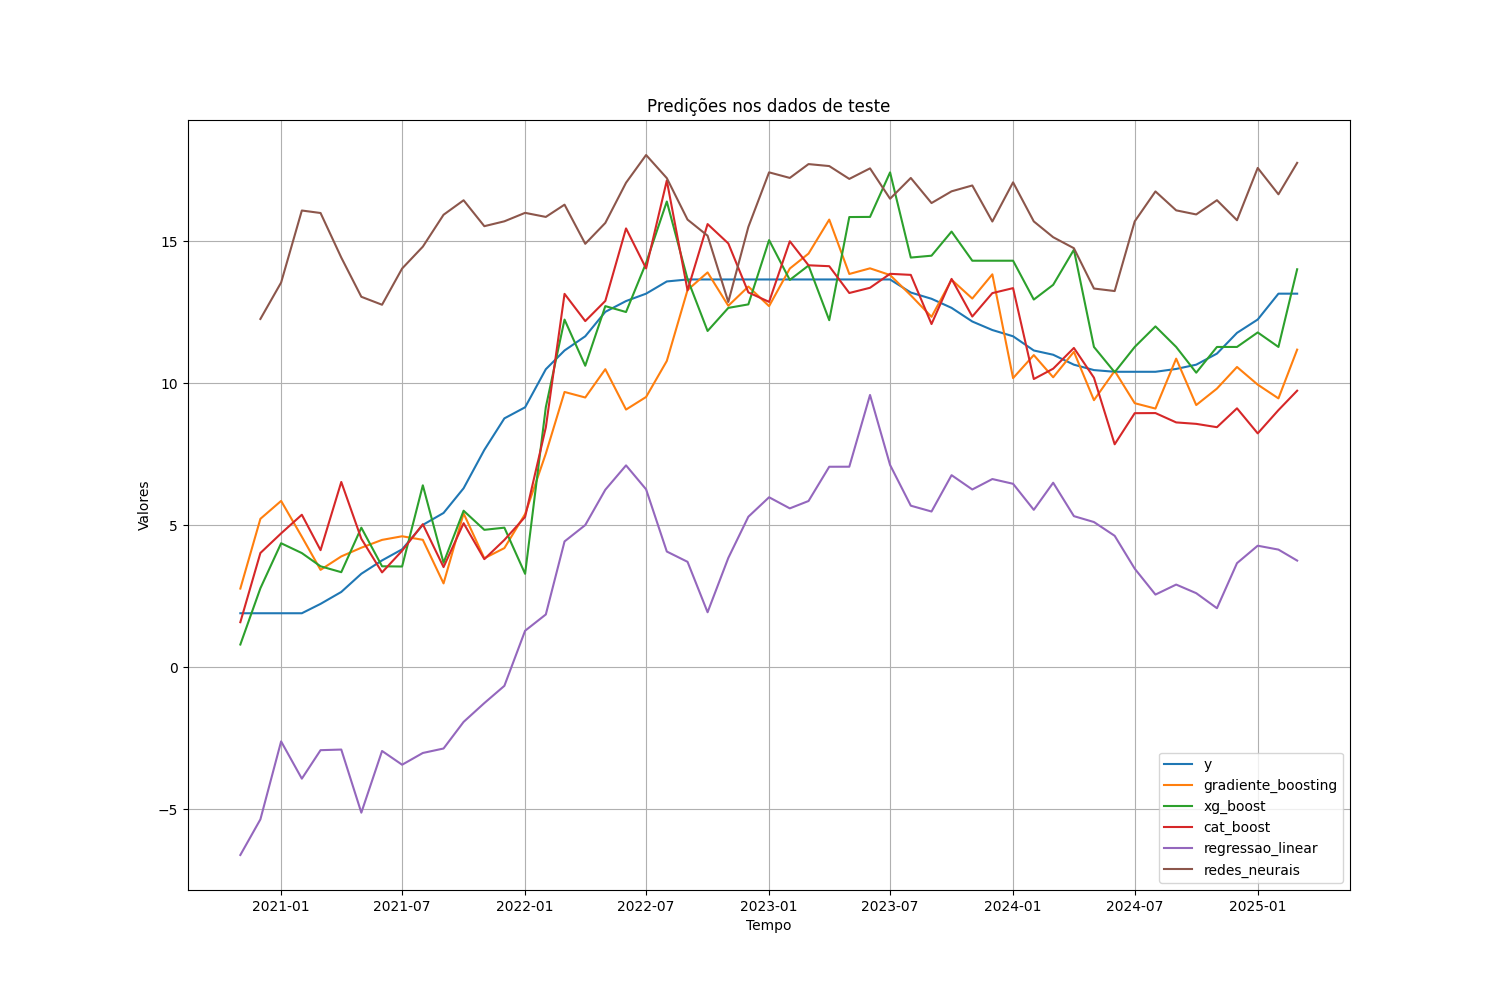 Predições nos dados de teste
Valores
15
10
5
0
−5
2021-01
2021-07
2022-01
2022-07
2023-01
2023-07
2024-01
2024-07
2025-01
Tempo
y
gradiente_boosting
xg_boost
cat_boost
regressao_linear
redes_neurais